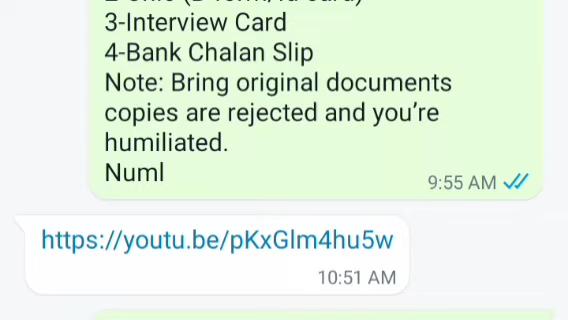 3-Interview Card
4-Bank Chalan Slip
Note: Bring original documents
copies are rejected and you're
humiliated.
Numl
9:55 AM
https://youtu.be/pKxGlm4hu5w
10:51 AM